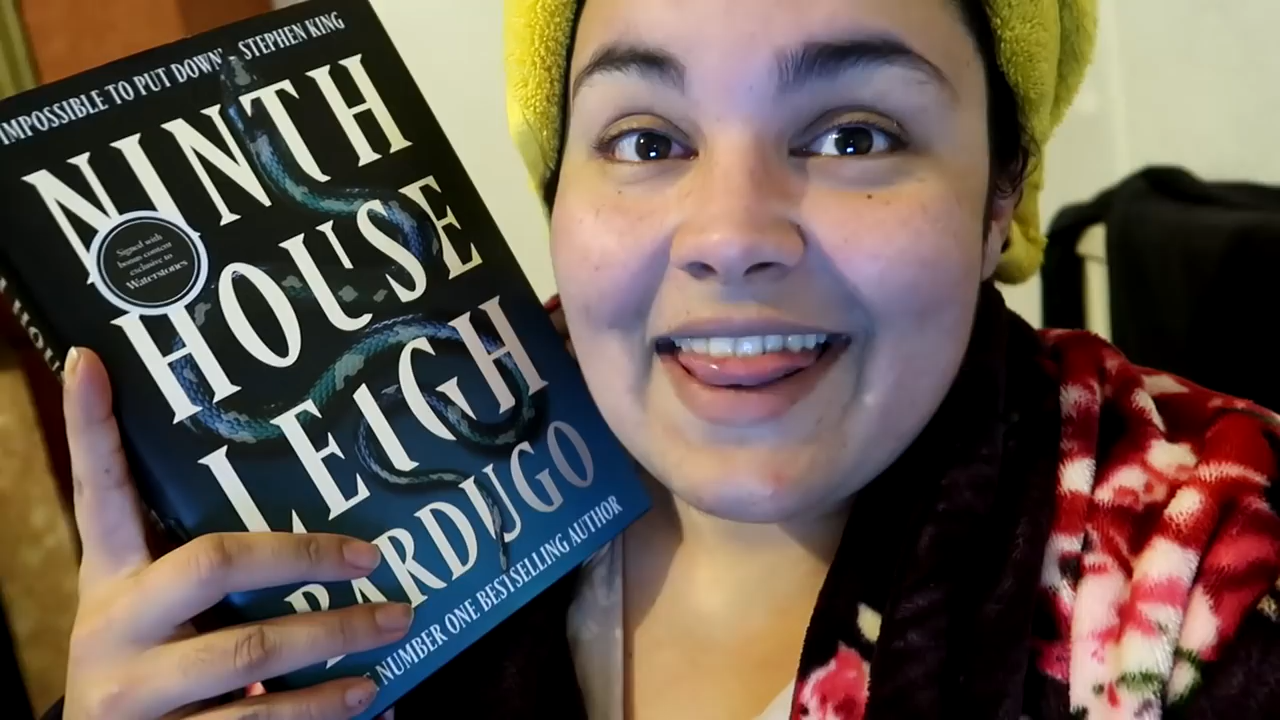 IMPOSSIBLE TO PUT DOWN' - STEPHEN KING
NINTH
HOUSE
LEIGH
BARDUGO
NUMBER ONE BESTSELLING AUTHOR
Signed with
bonus content
exclusive to
Waterstones